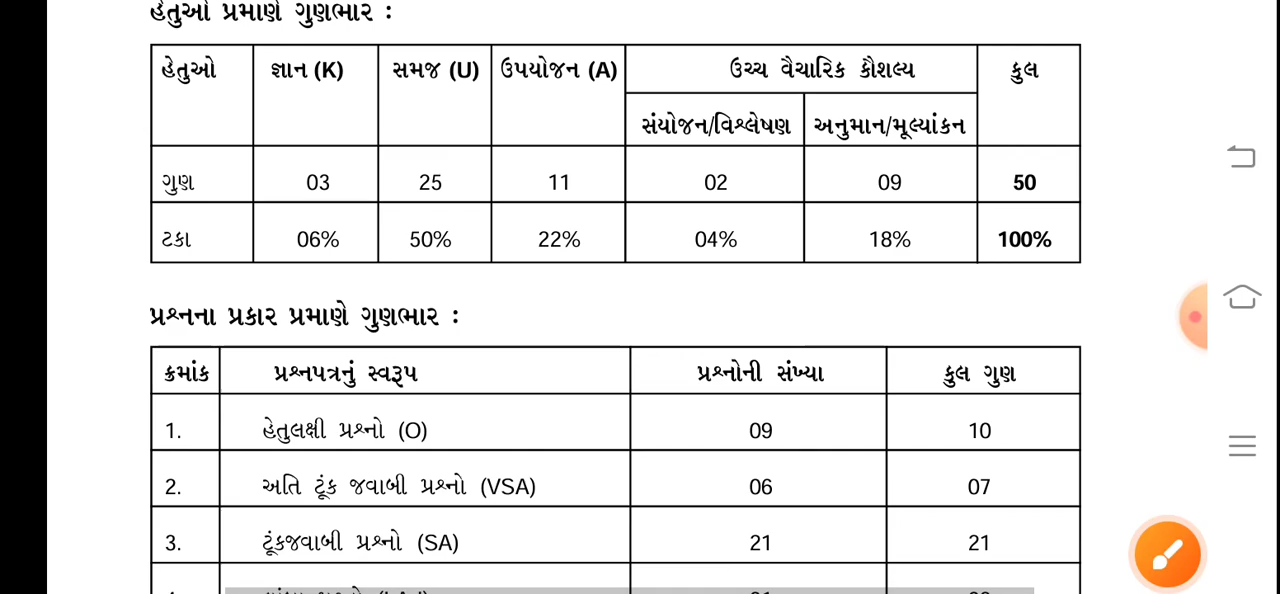 હેતુઓ પ્રમાણે ગુણભાર :
હેતુઓ જ્ઞાન (K) સમજ (U) ઉપયોજન (A) ઉચ્ચ વૈચારિક કૌશલ્ય કુલ
સંયોજન/વિશ્લેષણ અનુમાન/મૂલ્યાંકન
ગુણ 03 25 11 02 09 50
ટકા 06% 50% 22% 04% 18% 100%
પ્રશ્નના પ્રકાર પ્રમાણે ગુણભાર :
ક્રમાંક પ્રશ્નપત્રનું સ્વરૂપ પ્રશ્નોની સંખ્યા કુલ ગુણ
1. હેતુલક્ષી પ્રશ્નો (O) 09 10
2. અતિ ટૂંક જવાબી પ્રશ્નો (VSA) 06 07
3. ટૂંકજવાબી પ્રશ્નો (SA) 21 21